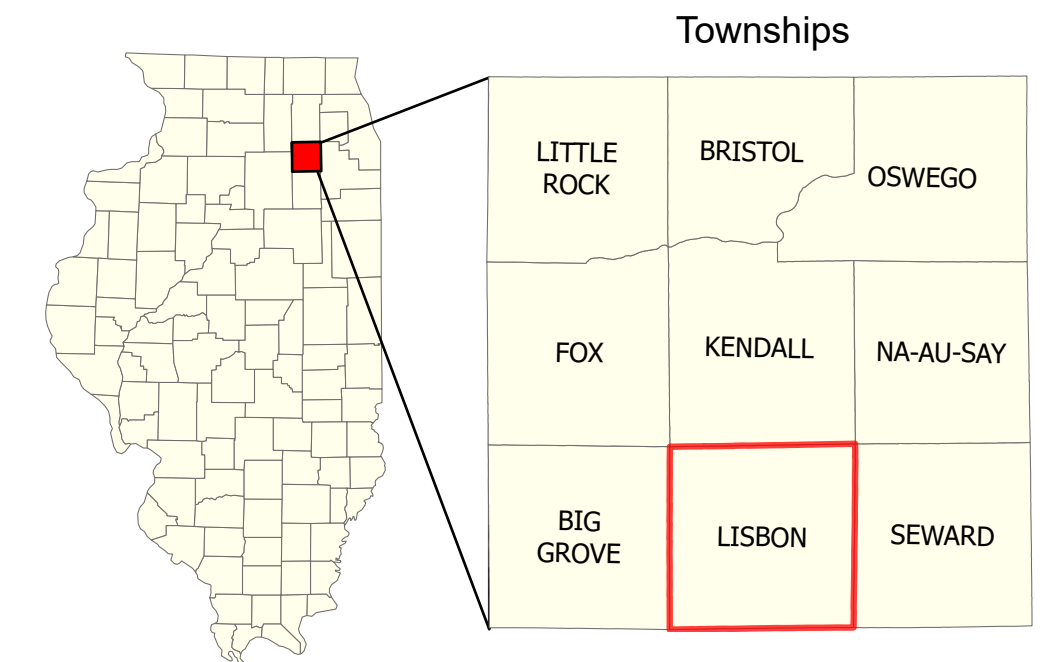 Townships
LITTLE
ROCK
BRISTOL
OSWEGO
FOX
KENDALL
NA-AU-SAY
BIG
GROVE
LISBON
SEWARD